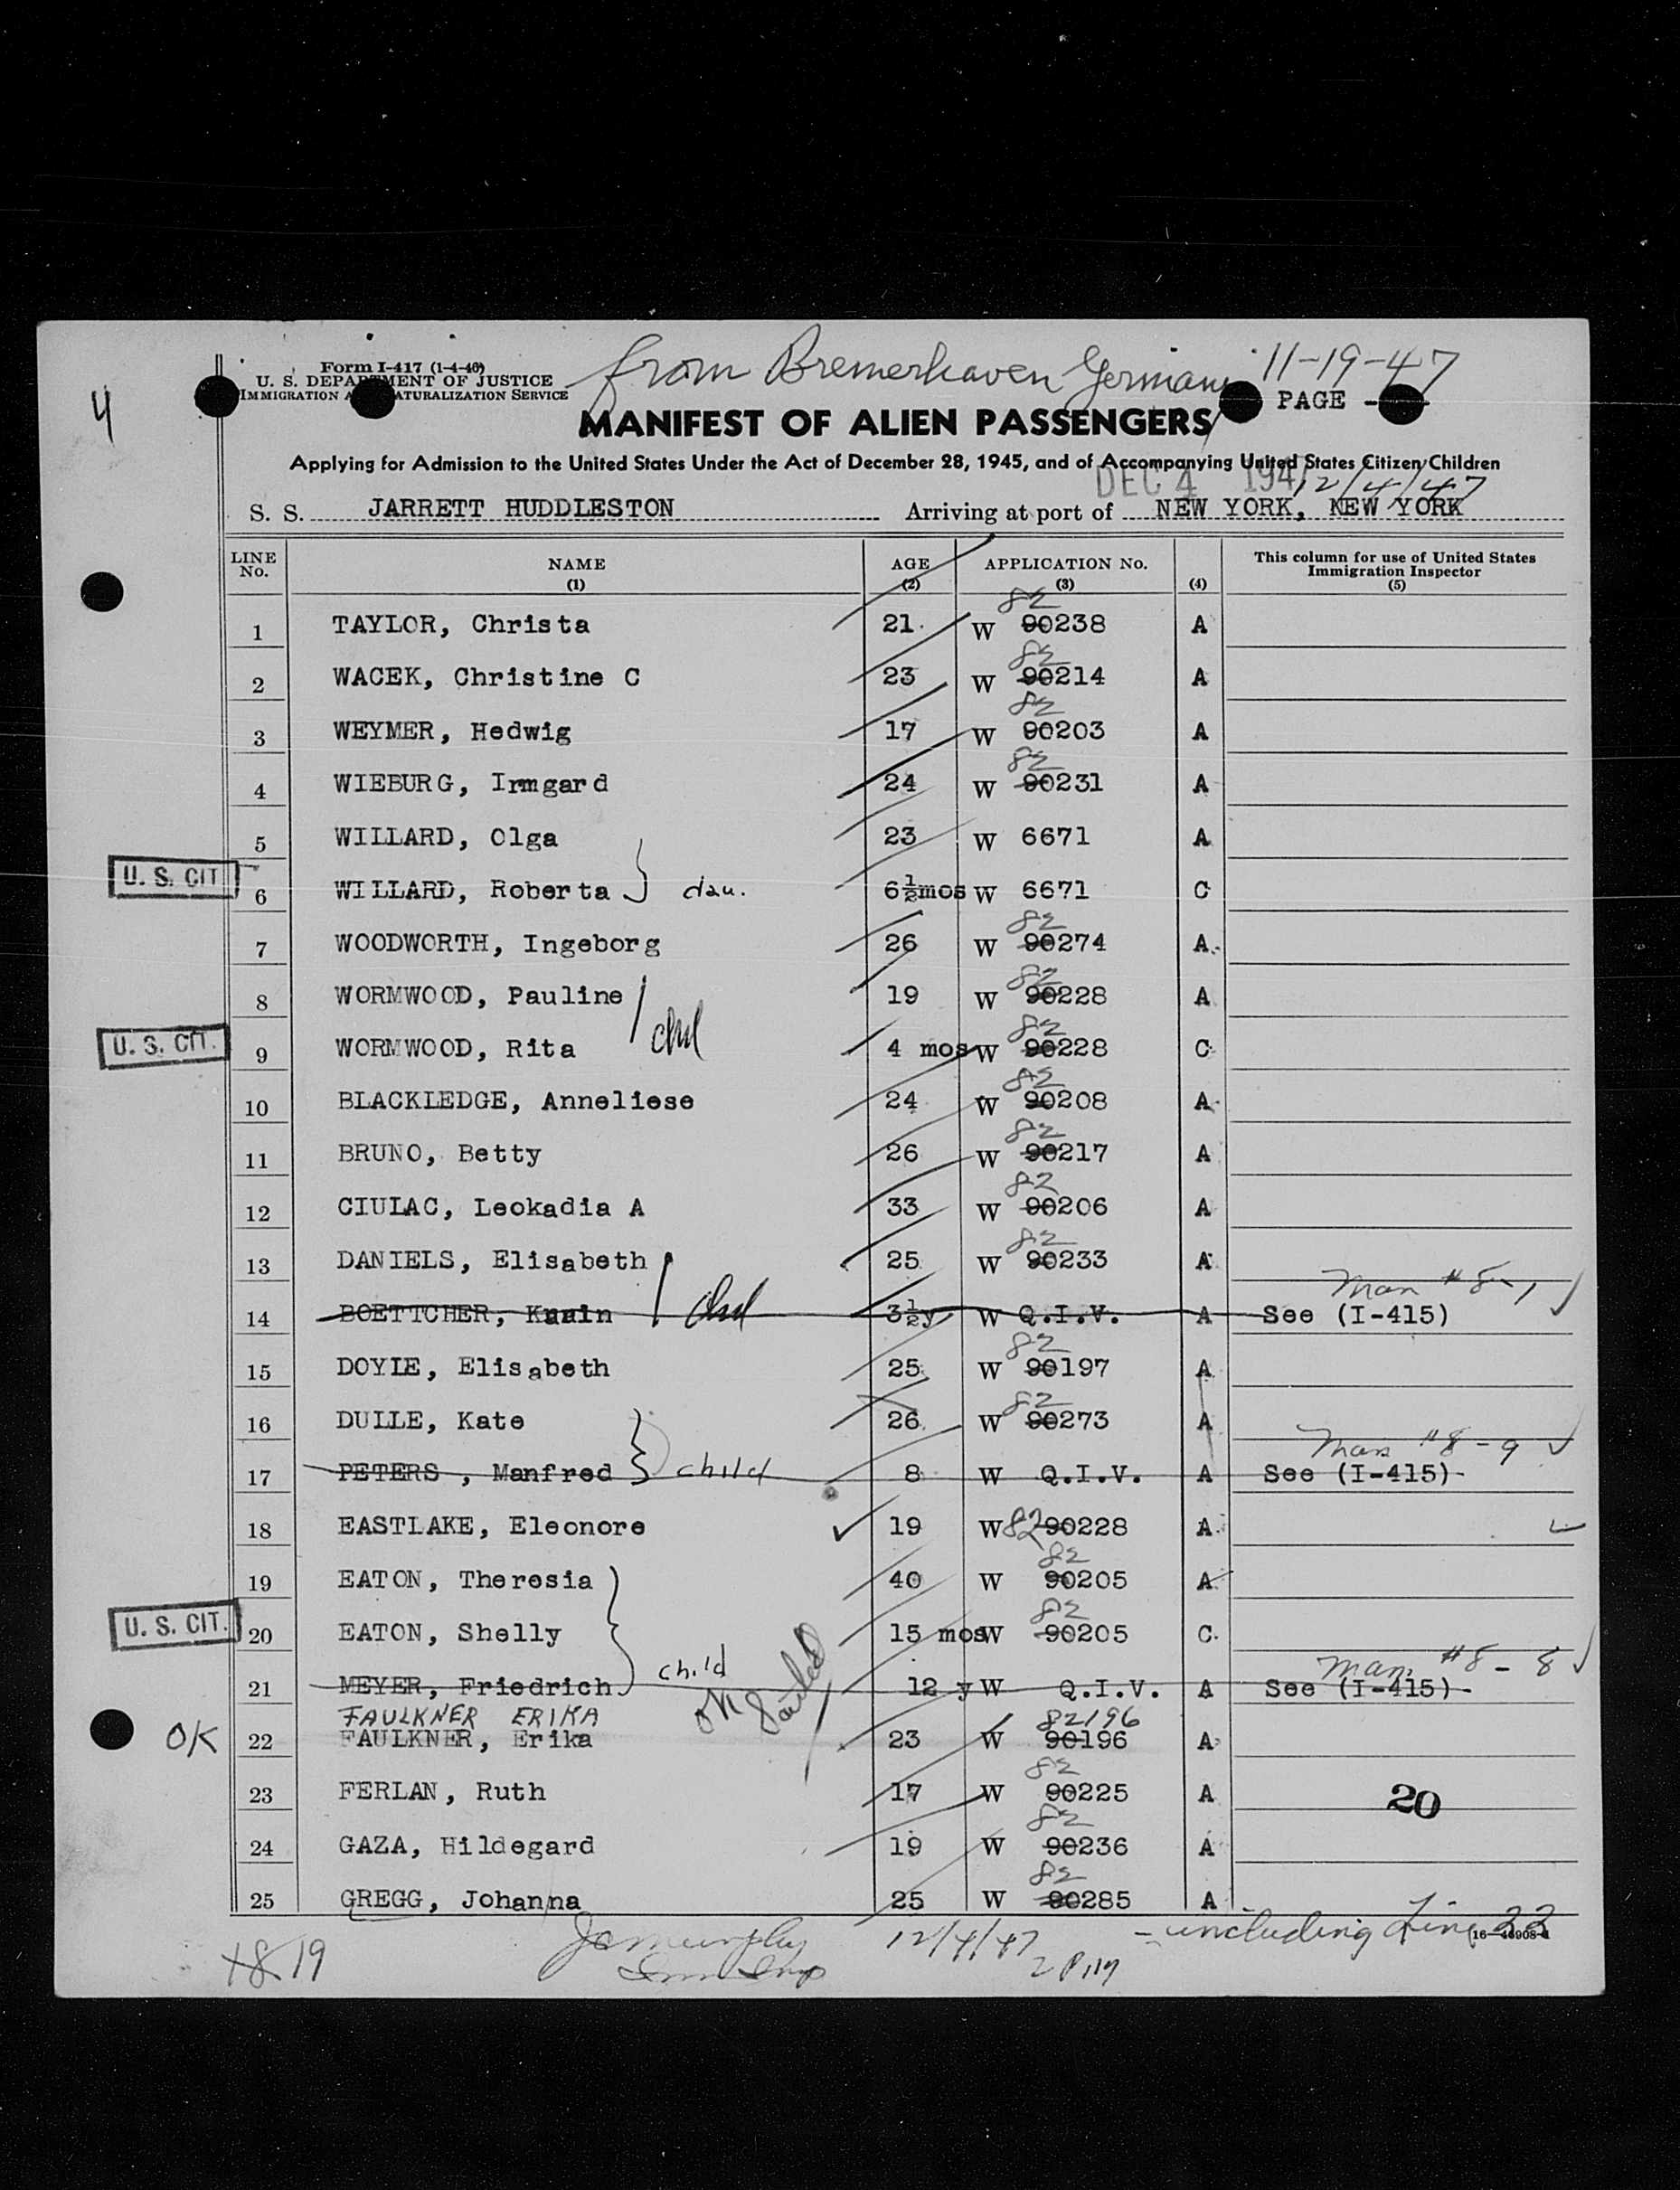 4
Form I-417 (1-4-46)
U. S. DEPARTMENT OF JUSTICE
IMMIGRATION AND NATURALIZATION SERVICE
from Bremerhaven Germany 11-19-47
PAGE -
MANIFEST OF ALIEN PASSENGERS
Applying for Admission to the United States Under the Act of December 28, 1945, and of Accompanying United States Citizen Children
DEC 4 1947 12/4/47
S. S. JARRETT HUDDLESTON Arriving at port of NEW YORK, NEW YORK
LINE No. NAME (1) AGE (2) APPLICATION No. (3) (4) This column for use of United States Immigration Inspector (5)
82
1 TAYLOR, Christa 21 W 90238 A
82
2 WACEK, Christine C 23 W 90214 A
82
3 WEYMER, Hedwig 17 W 90203 A
82
4 WIEBURG, Irmgard 24 W 90231 A
5 WILLARD, Olga 23 W 6671 A
U. S. CIT. 6 WILLARD, Roberta } dau. 6½mos W 6671 C
82
7 WOODWORTH, Ingeborg 26 W 90274 A
82
8 WORMWOOD, Pauline 19 W 90228 A
82
U. S. CIT. 9 WORMWOOD, Rita chd 4 mos W 90228 C
82
10 BLACKLEDGE, Anneliese 24 W 90208 A
82
11 BRUNO, Betty 26 W 90217 A
82
12 CIULAC, Leokadia A 33 W 90206 A
82
13 DANIELS, Elisabeth 25 W 90233 A
Man # 8-1 ✓
14 BOETTCHER, chd 3½y W Q.I.V. A See (I-415)
82
15 DOYLE, Elisabeth 25 W 90197 A
82
16 DULLE, Kate 26 W 90273 A
Man # 8-9 ✓
17 PETERS , Manfred } child 8 W Q.I.V. A See (I-415)-
18 EASTLAKE, Eleonore ✓ 19 W 82 90228 A
82
19 EATON, Theresia 40 W 90205 A
82
U. S. CIT. 20 EATON, Shelly 15 mos W 90205 C
Man. #8-8 ✓
21 MEYER, Friedrich } child 12 y W Q.I.V. A See (I-415)-
FAULKNER ERIKA OK 82196
OK 22 FAULKNER, Erika 23 W 90196 A
82
23 FERLAN, Ruth 17 W 90225 A 20
82
24 GAZA, Hildegard 19 W 90236 A
82
25 GREGG, Johanna 25 W 90285 A
- including Line 22
16-46908-1
18 19 12/4/47
2 PM